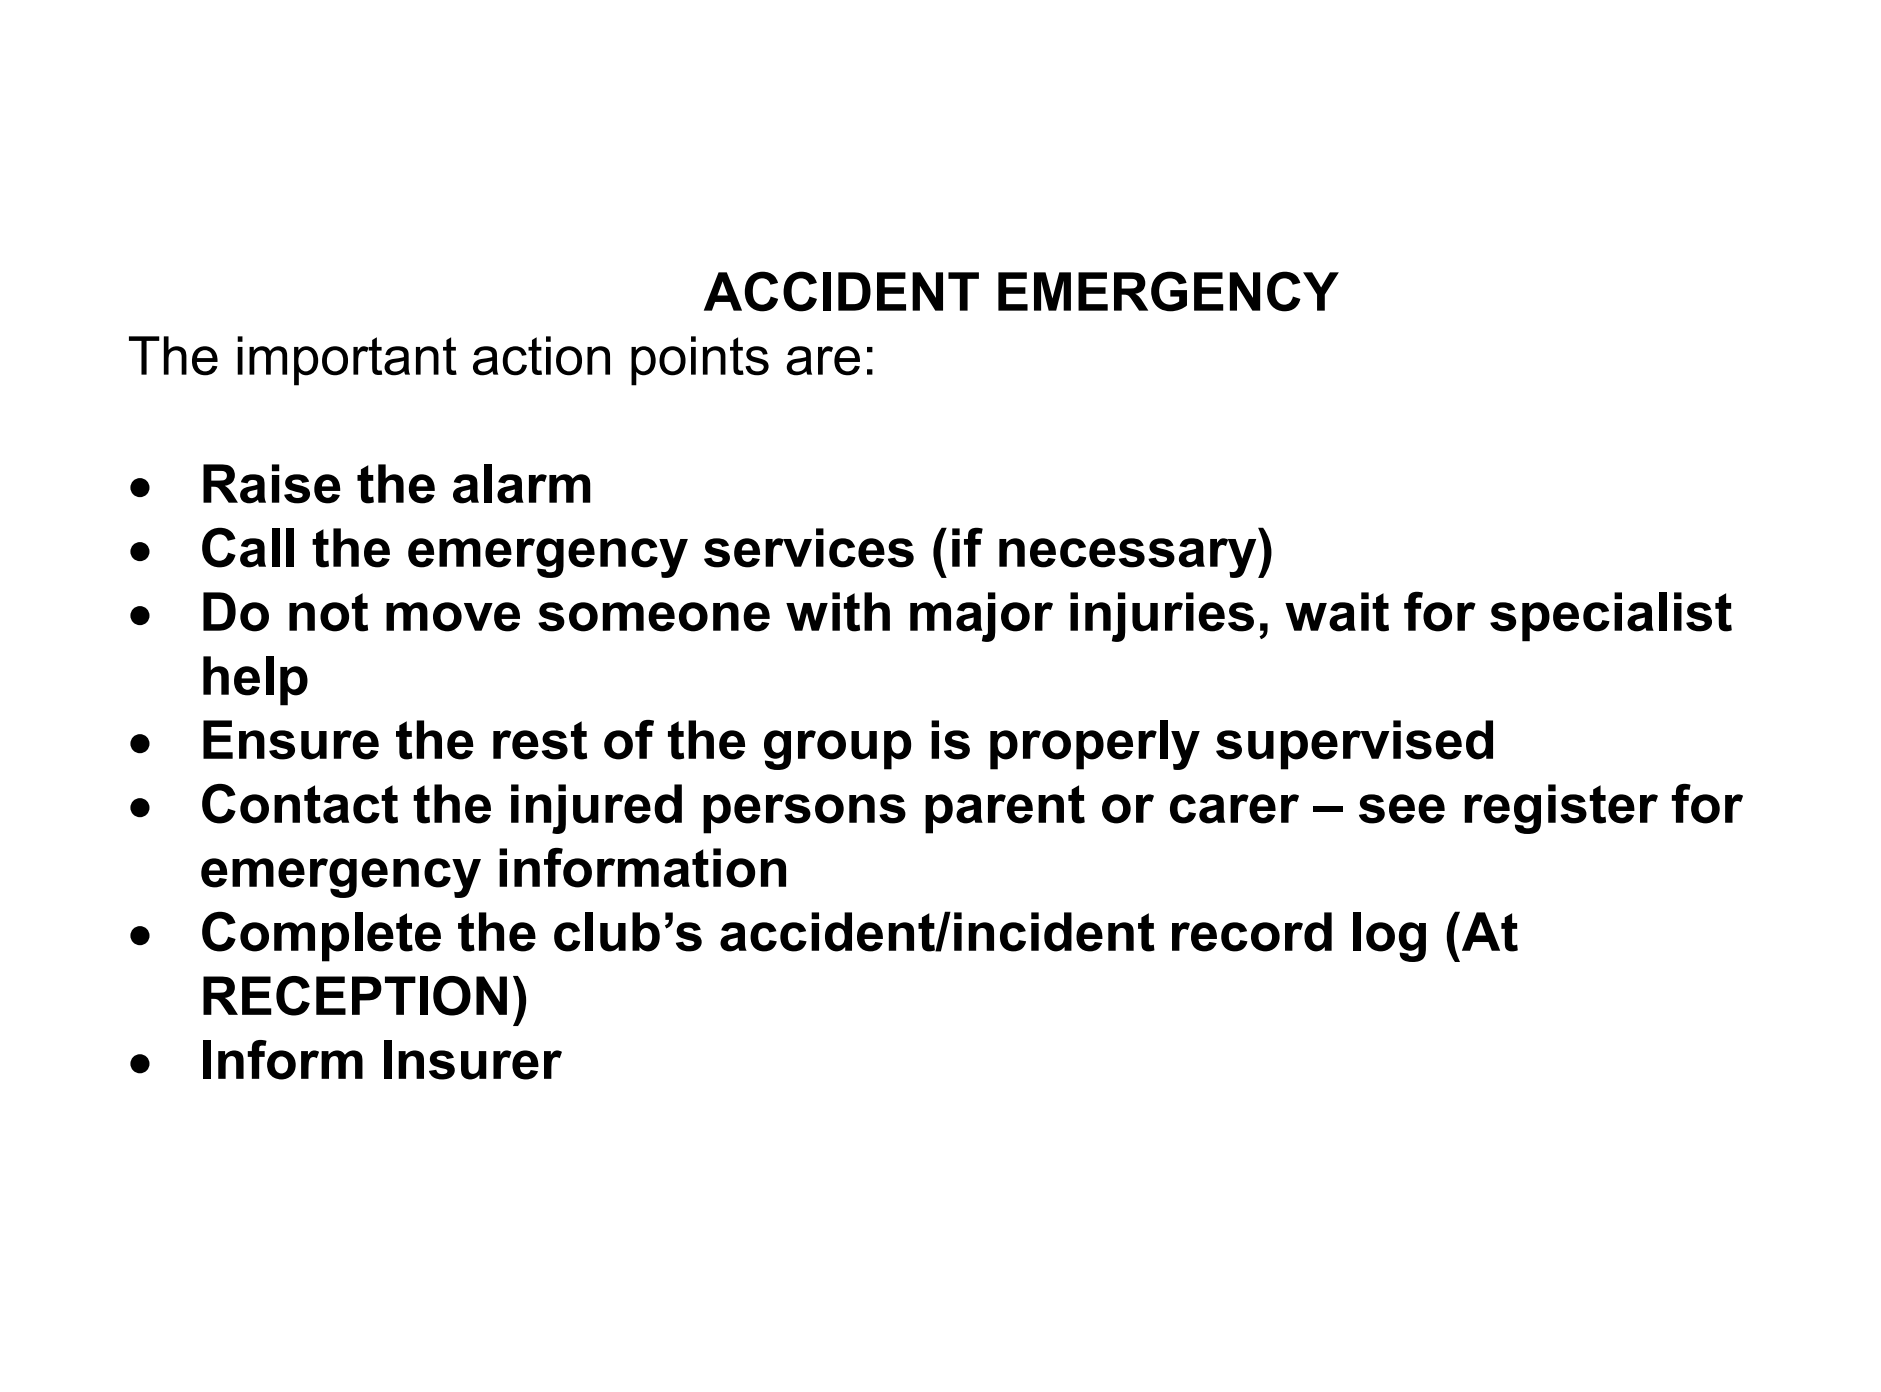 ACCIDENT EMERGENCY
The important action points are:
• Raise the alarm
• Call the emergency services (if necessary)
• Do not move someone with major injuries, wait for specialist
help
• Ensure the rest of the group is properly supervised
• Contact the injured persons parent or carer – see register for
emergency information
• Complete the club’s accident/incident record log (At
RECEPTION)
• Inform Insurer